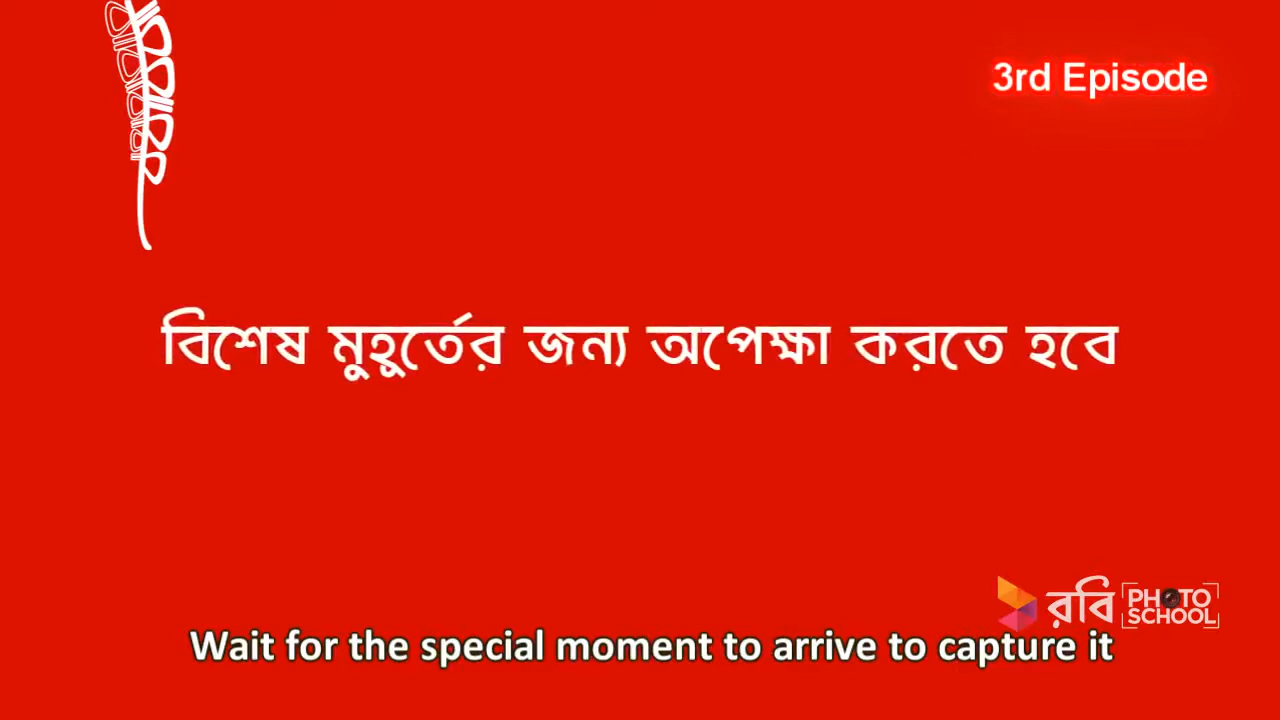 3rd Episode
বিশেষ মুহুর্তের জন্য অপেক্ষা করতে হবে
রবি PHOTO
SCHOOL
Wait for the special moment to arrive to capture it